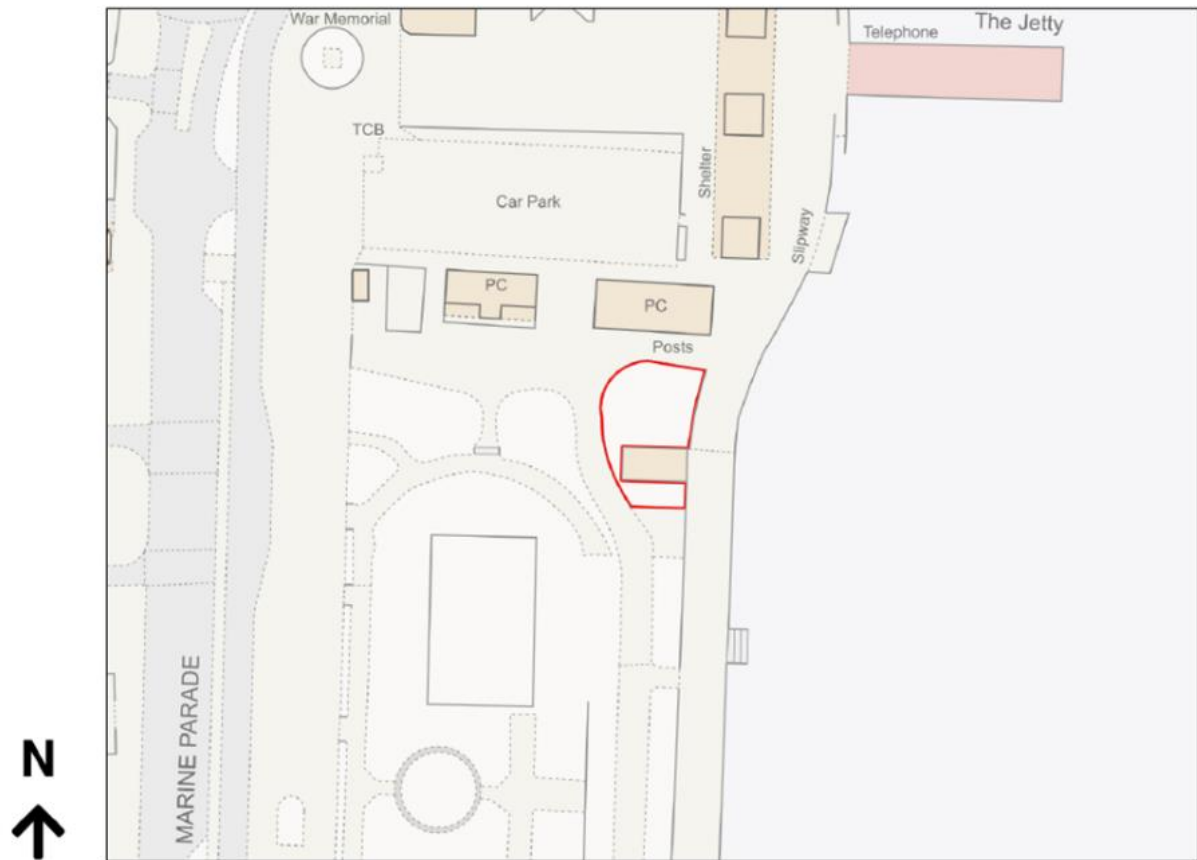 War Memorial
The Jetty
Telephone
TCB
Car Park
Shelter
Slipway
PC
PC
Posts
MARINE PARADE
N